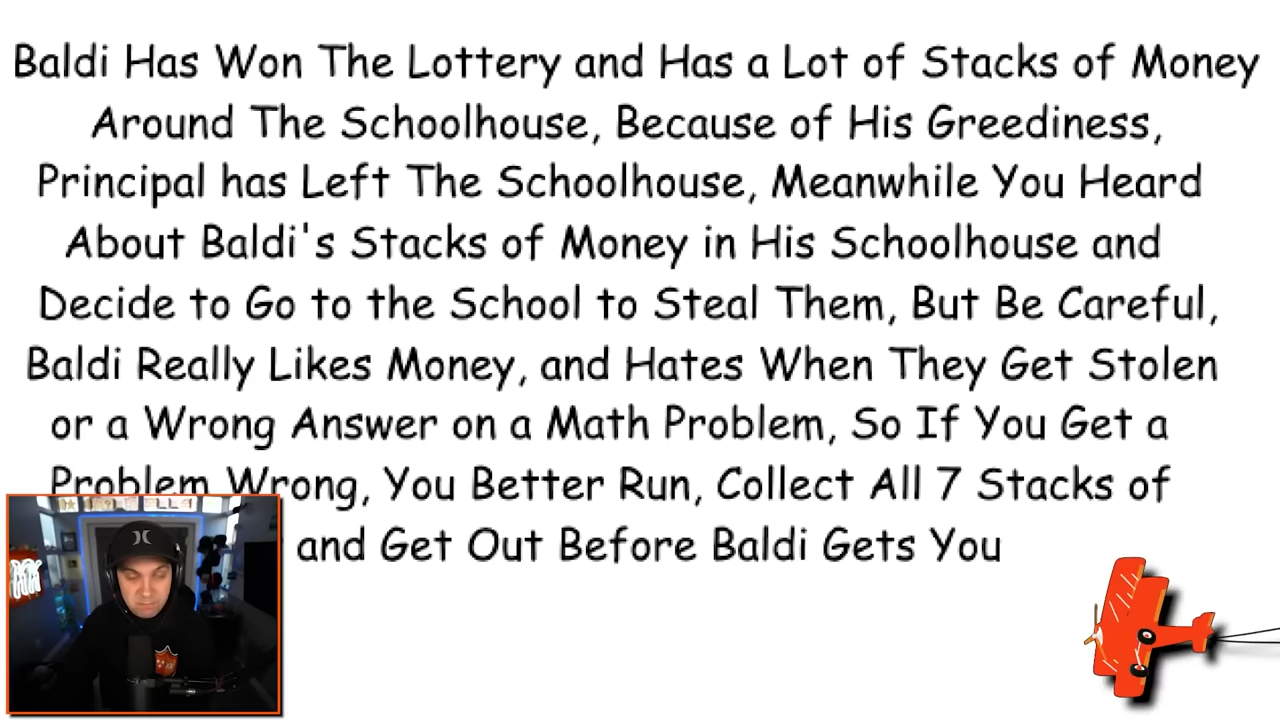 Baldi Has Won The Lottery and Has a Lot of Stacks of Money
Around The Schoolhouse, Because of His Greediness,
Principal has Left The Schoolhouse, Meanwhile You Heard
About Baldi's Stacks of Money in His Schoolhouse and
Decide to Go to the School to Steal Them, But Be Careful,
Baldi Really Likes Money, and Hates When They Get Stolen
or a Wrong Answer on a Math Problem, So If You Get a
Problem Wrong, You Better Run, Collect All 7 Stacks of
and Get Out Before Baldi Gets You